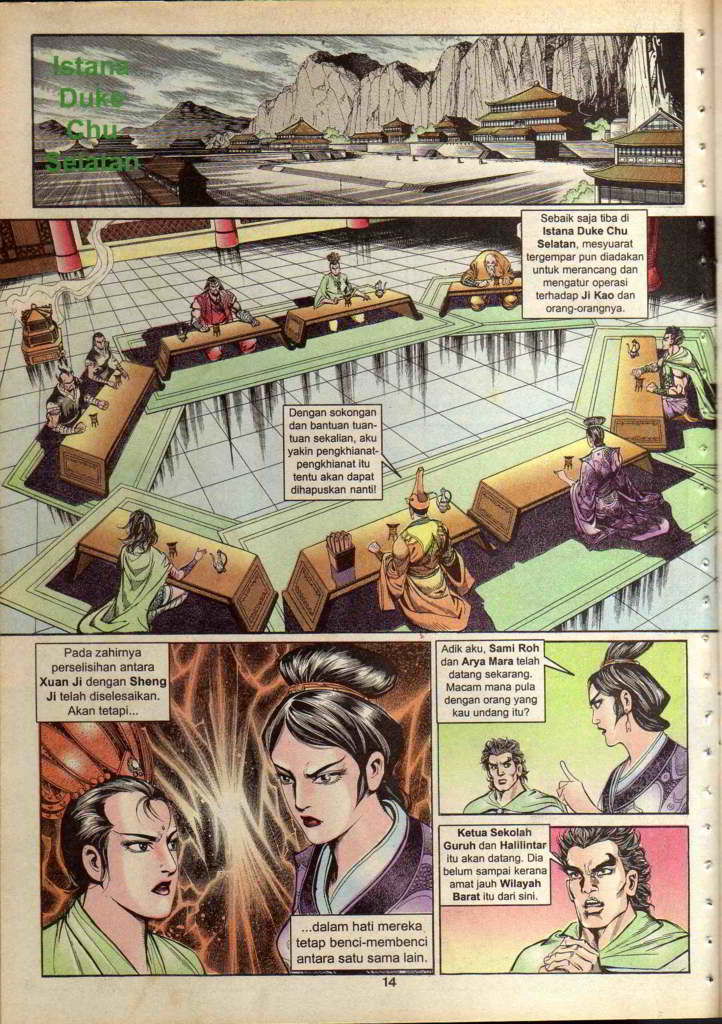 Istana
Duke
Chu
Selatan
Sebaik saja tiba di
Istana Duke Chu
Selatan, mesyuarat
tergempar pun diadakan
untuk merancang dan
mengatur operasi
terhadap Ji Kao dan
orang-orangnya.
Dengan sokongan
dan bantuan tuan-
tuan sekalian, aku
yakin pengkhianat-
pengkhianat itu
tentu akan dapat
dihapuskan nanti!
Pada zahirnya
perselisihan antara
Xuan Ji dengan Sheng
Ji telah diselesaikan.
Akan tetapi...
...dalam hati mereka
tetap benci-membenci
antara satu sama lain.
Adik aku, Sami Roh
dan Arya Mara telah
datang sekarang.
Macam mana pula
dengan orang yang
kau undang itu?
Ketua Sekolah
Guruh dan Halilintar
itu akan datang. Dia
belum sampai kerana
amat jauh Wilayah
Barat itu dari sini.
14